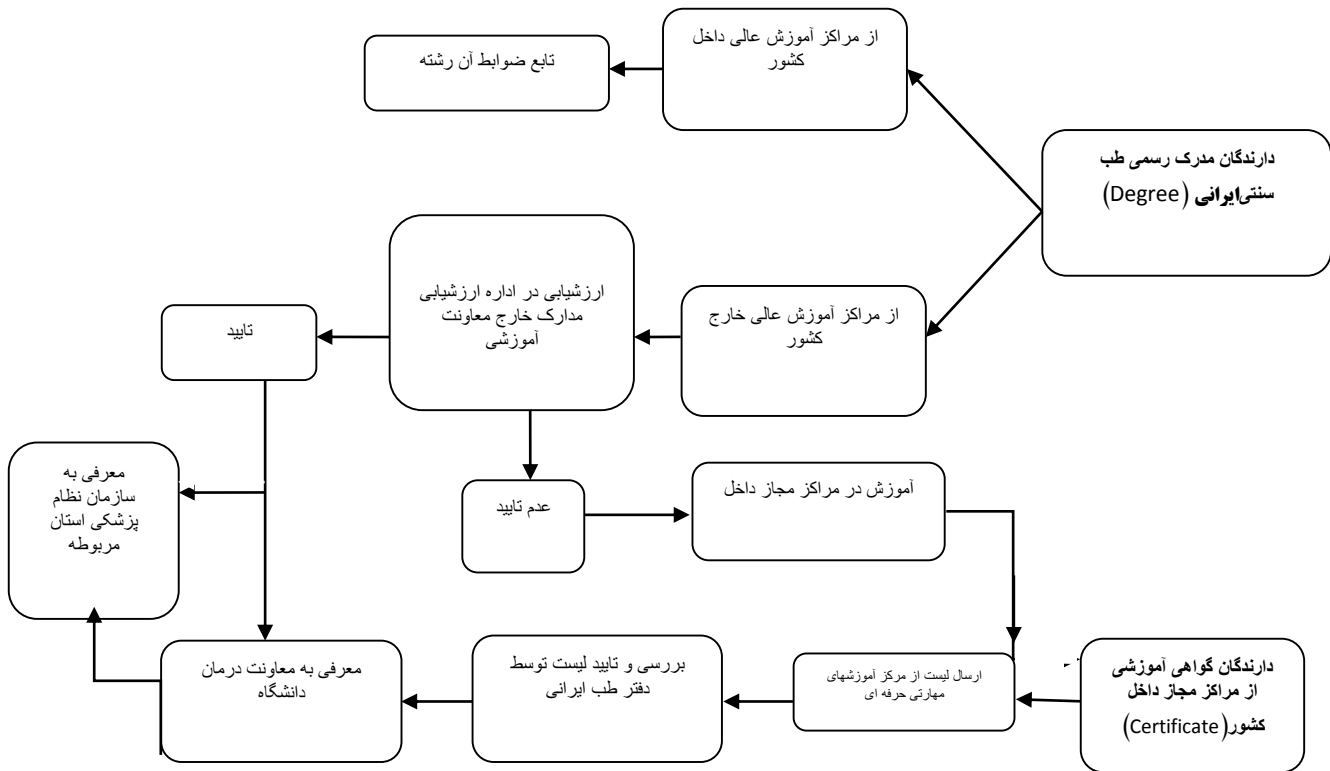 از مراکز آموزش عالی داخل
کشور
تابع ضوابط آن رشته
دارندگان مدرک رسمی طب
سنتی‌ایرانی (Degree)
از مراکز آموزش عالی خارج
کشور
ارزشیابی در اداره ارزشیابی
مدارک خارج معاونت
آموزشی
تایید
معرفی به
سازمان نظام
پزشکی استان
مربوطه
عدم تایید
آموزش در مراکز مجاز داخل
دارندگان گواهی آموزشی
از مراکز مجاز داخل
کشور(Certificate)
ارسال لیست از مرکز آموزشهای
مهارتی حرفه ای
بررسی و تایید لیست توسط
دفتر طب ایرانی
معرفی به معاونت درمان
دانشگاه